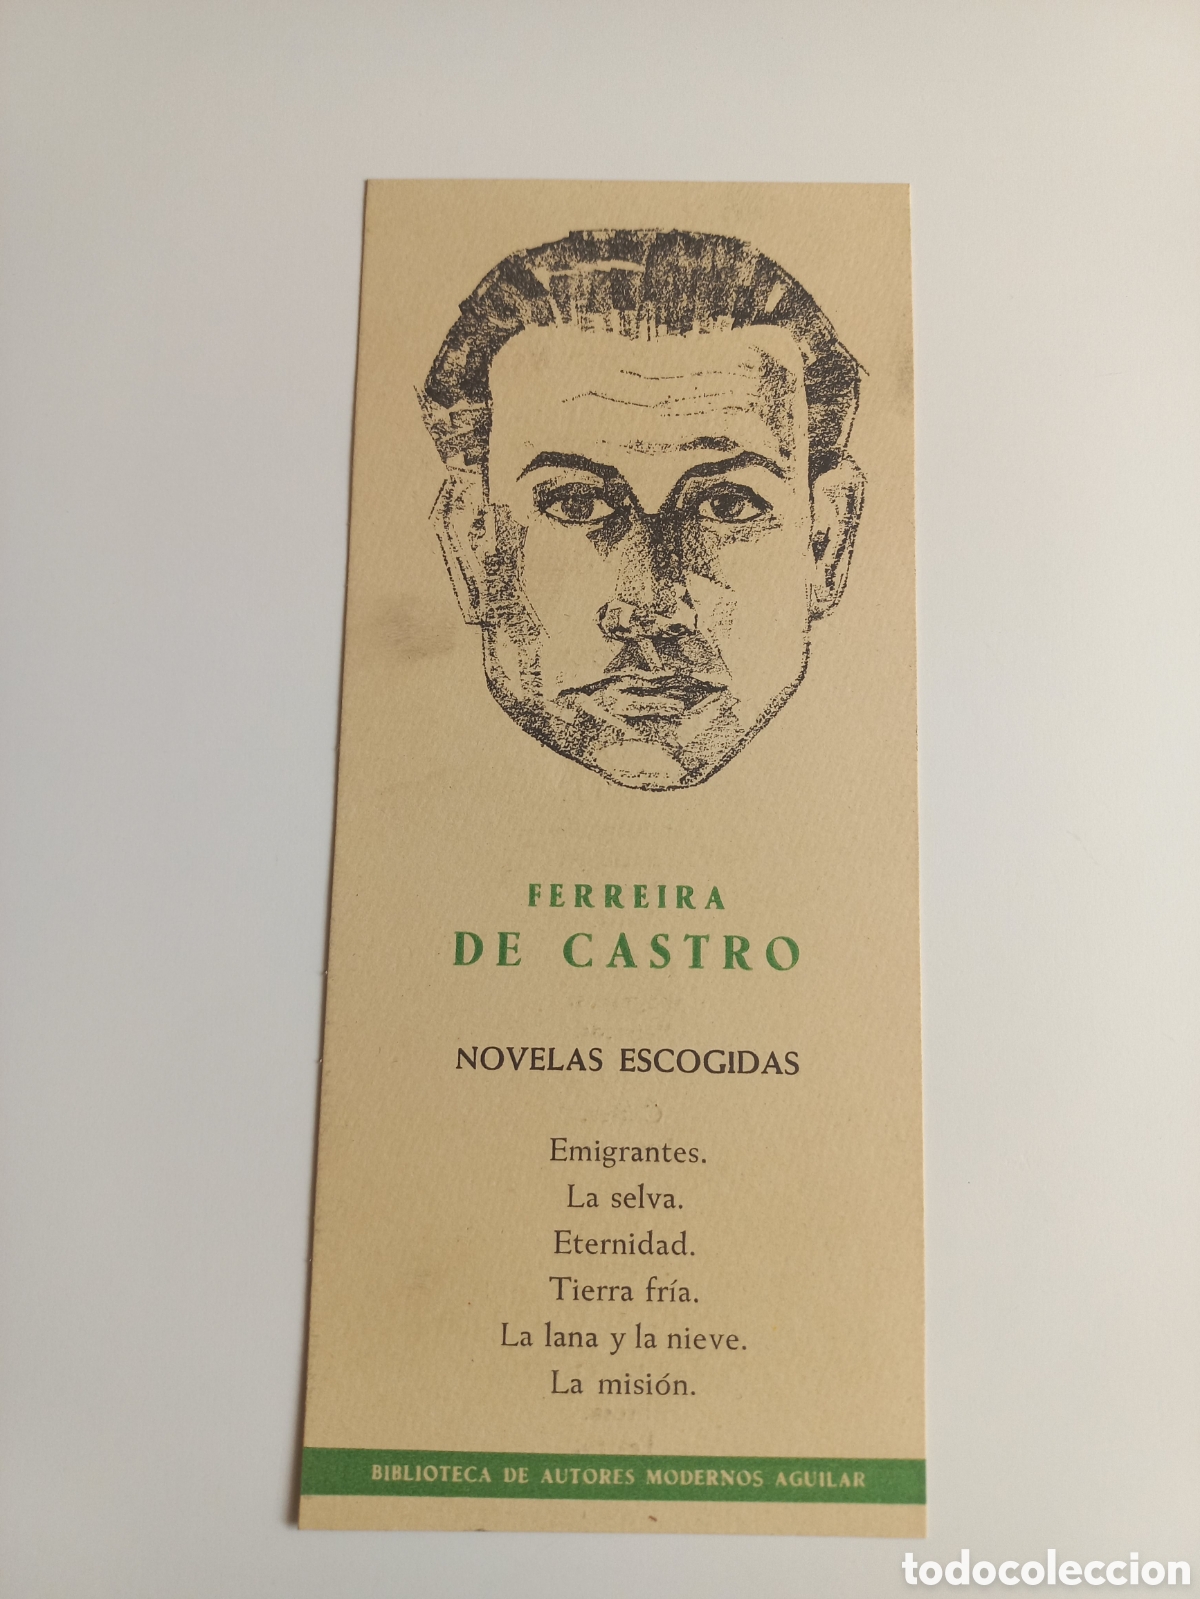 FERREIRA
DE CASTRO
NOVELAS ESCOGIDAS
Emigrantes.
La selva.
Eternidad.
Tierra fría.
La lana y la nieve.
La misión.
BIBLIOTECA DE AUTORES MODERNOS AGUILAR
todocoleccion